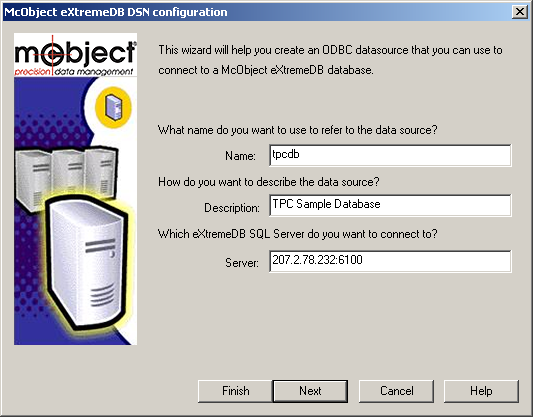 McObject eXtremeDB DSN configuration
mcobject®
precision data management
This wizard will help you create an ODBC datasource that you can use to
connect to a McObject eXtremeDB database.
What name do you want to use to refer to the data source?
Name: tpcdb
How do you want to describe the data source?
Description: TPC Sample Database
Which eXtremeDB SQL Server do you want to connect to?
Server: 207.2.78.232:6100
Finish Next Cancel Help